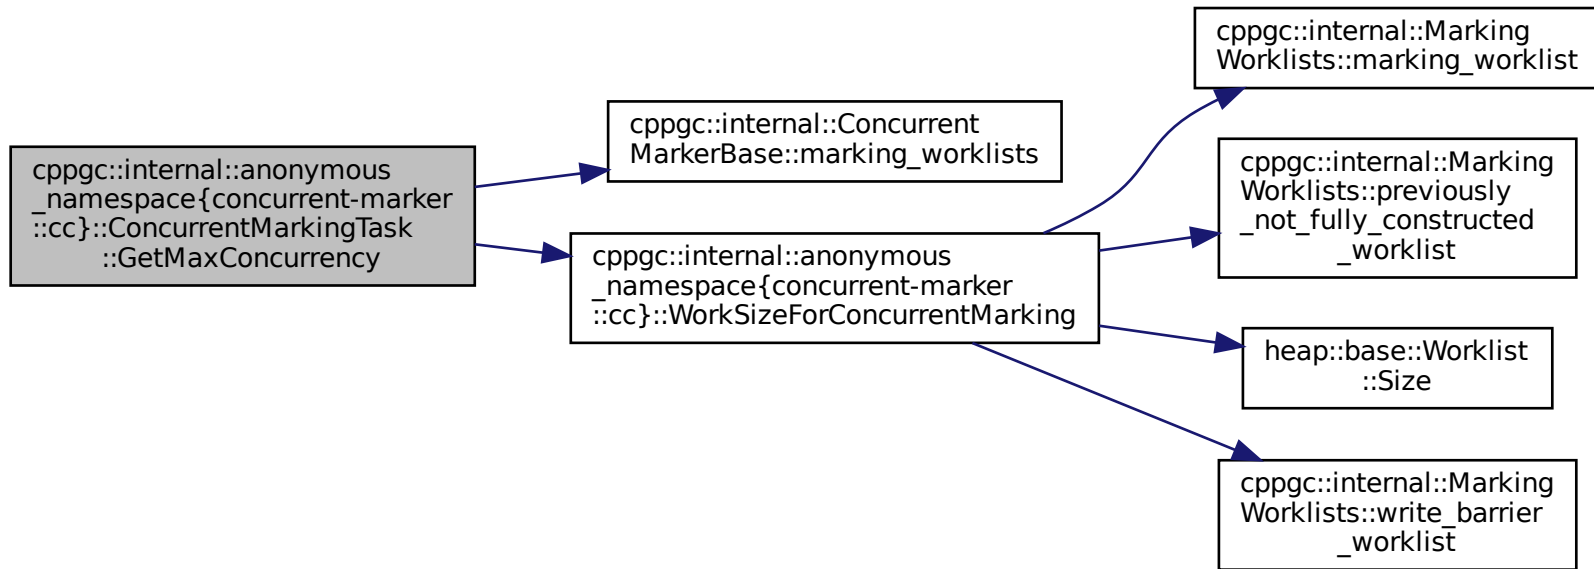 cppgc::internal::anonymous
_namespace{concurrent-marker
::cc}::ConcurrentMarkingTask
::GetMaxConcurrency
cppgc::internal::Concurrent
MarkerBase::marking_worklists
cppgc::internal::anonymous
_namespace{concurrent-marker
::cc}::WorkSizeForConcurrentMarking
cppgc::internal::Marking
Worklists::marking_worklist
cppgc::internal::Marking
Worklists::previously
_not_fully_constructed
_worklist
heap::base::Worklist
::Size
cppgc::internal::Marking
Worklists::write_barrier
_worklist